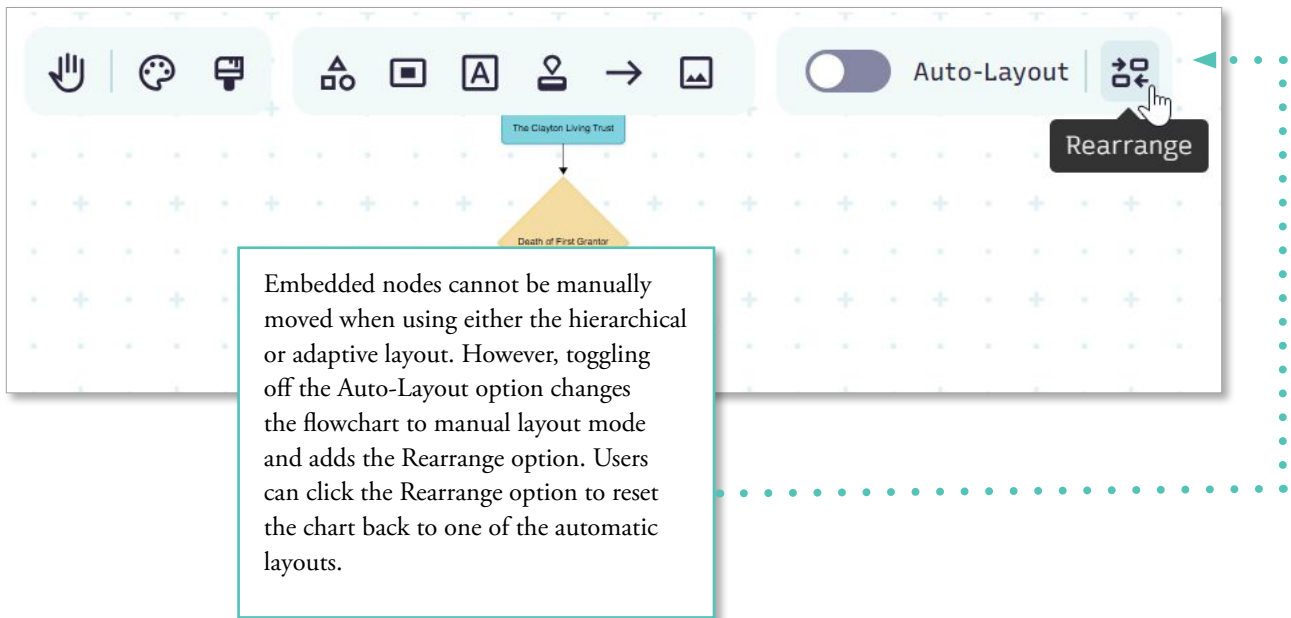 Auto-Layout
Rearrange
The Clayton Living Trust
Death of First Grantor
Embedded nodes cannot be manually
moved when using either the hierarchical
or adaptive layout. However, toggling
off the Auto-Layout option changes
the flowchart to manual layout mode
and adds the Rearrange option. Users
can click the Rearrange option to reset
the chart back to one of the automatic
layouts.